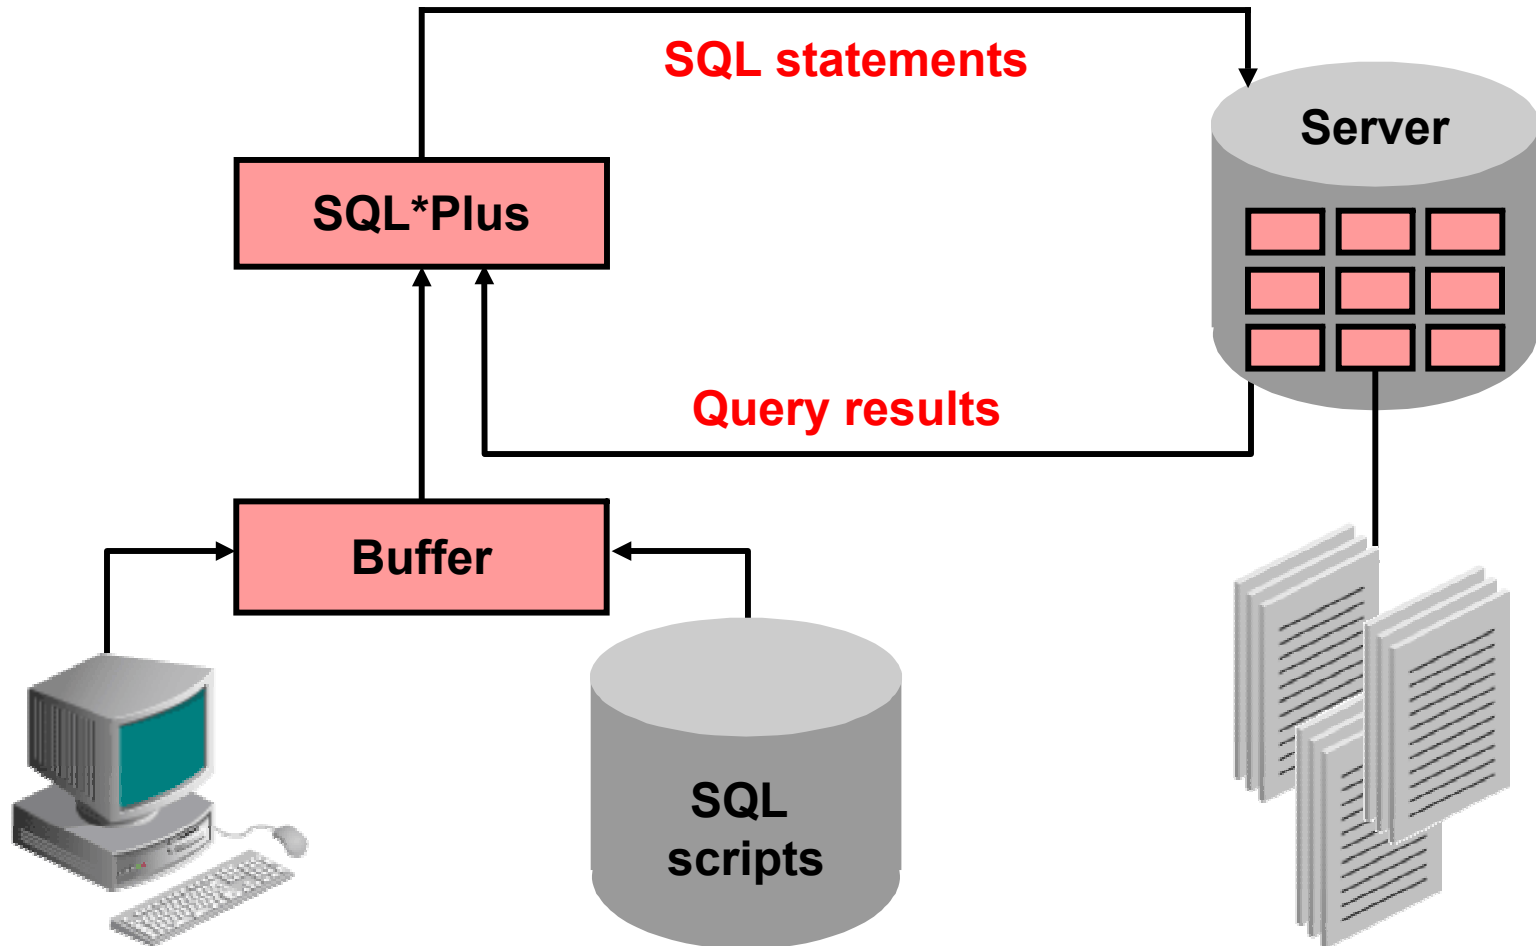 SQL statements
Server
SQL*Plus
Query results
Buffer
SQL
scripts